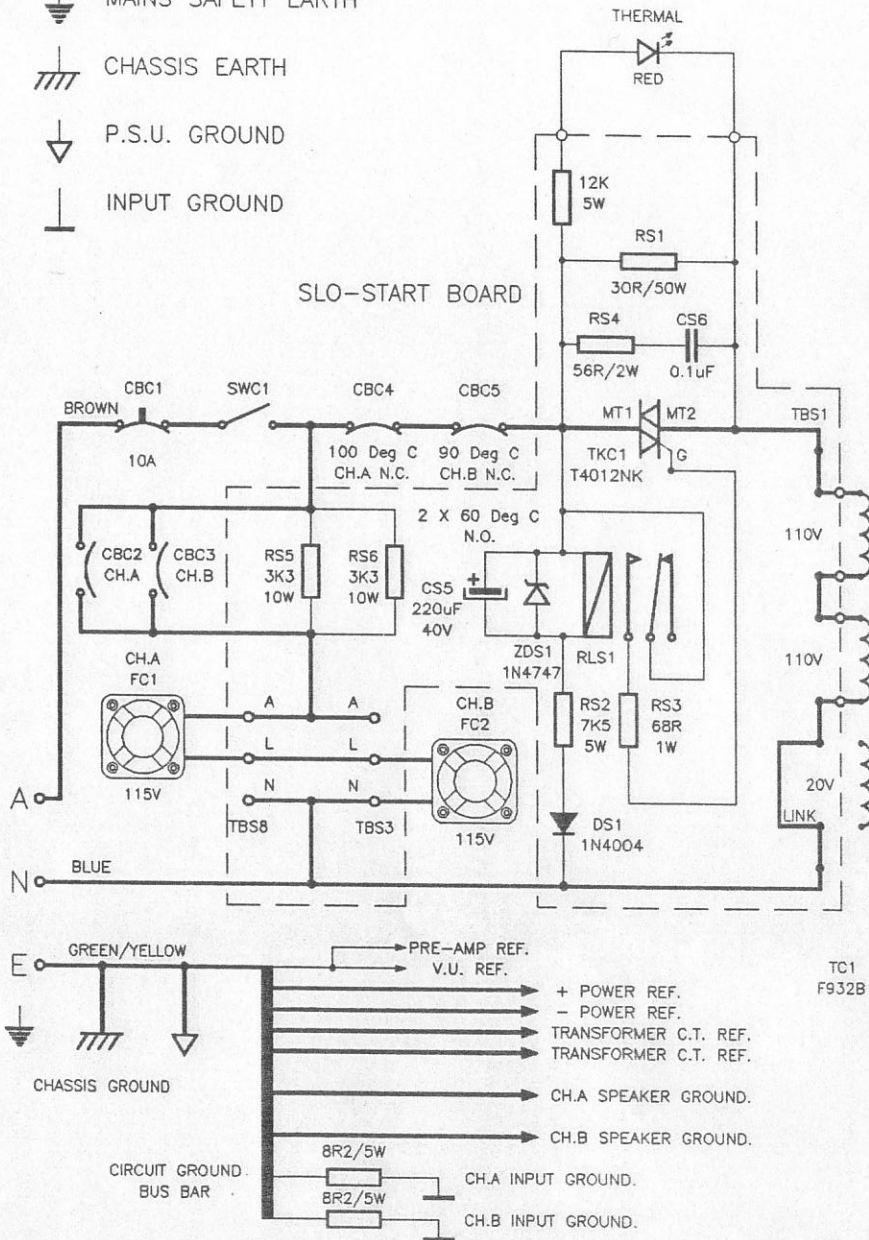 MAINS SAFETY EARTH
CHASSIS EARTH
P.S.U. GROUND
INPUT GROUND
THERMAL
RED
12K
5W
RS1
30R/50W
SLO-START BOARD
RS4
CS6
56R/2W
0.1uF
CBC1
SWC1
CBC4
CBC5
BROWN
MT1
MT2
TBS1
10A
100 Deg C
CH.A N.C.
90 Deg C
CH.B N.C.
TKC1
G
T4012NK
2 X 60 Deg C
N.O.
110V
CBC2
CH.A
CBC3
CH.B
RS5
3K3
10W
RS6
3K3
10W
+
CS5
220uF
40V
ZDS1
1N4747
RLS1
110V
CH.A
FC1
A
A
CH.B
FC2
RS2
7K5
5W
RS3
68R
1W
L
L
A
115V
N
N
20V
TBS8
TBS3
115V
DS1
1N4004
LINK
N
BLUE
E
GREEN/YELLOW
PRE-AMP REF.
V.U. REF.
TC1
F932B
+ POWER REF.
- POWER REF.
TRANSFORMER C.T. REF.
TRANSFORMER C.T. REF.
CHASSIS GROUND
CH.A SPEAKER GROUND.
CH.B SPEAKER GROUND.
8R2/5W
CIRCUIT GROUND
BUS BAR
CH.A INPUT GROUND.
8R2/5W
CH.B INPUT GROUND.